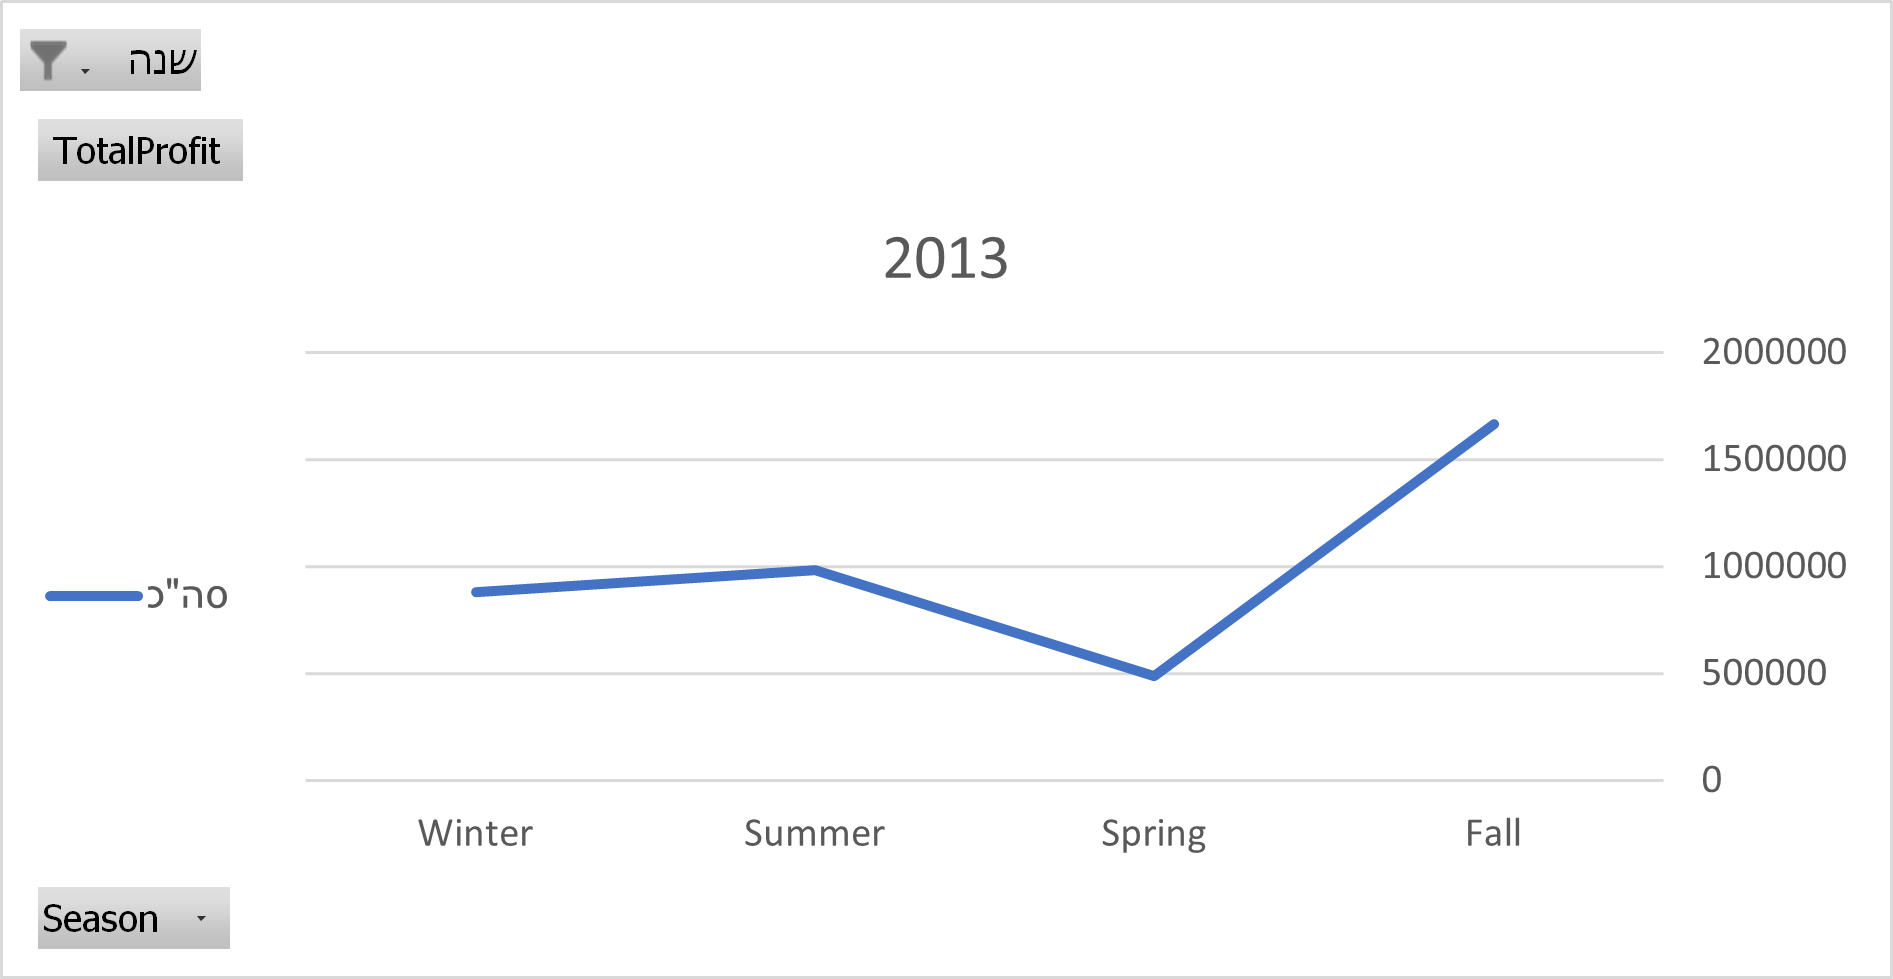 שנה
TotalProfit
2013
2000000
1500000
1000000
500000
0
סה"כ
Winter Summer Spring Fall
Season